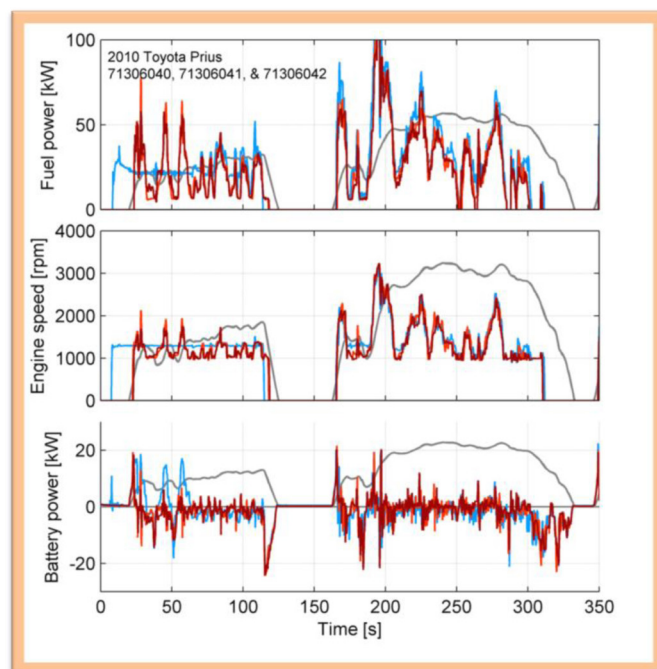 2010 Toyota Prius
71306040, 71306041, & 71306042
Fuel power [kW]
100
50
0
Engine speed [rpm]
4000
3000
2000
1000
0
Battery power [kW]
20
0
-20
0 50 100 150 200 250 300 350
Time [s]